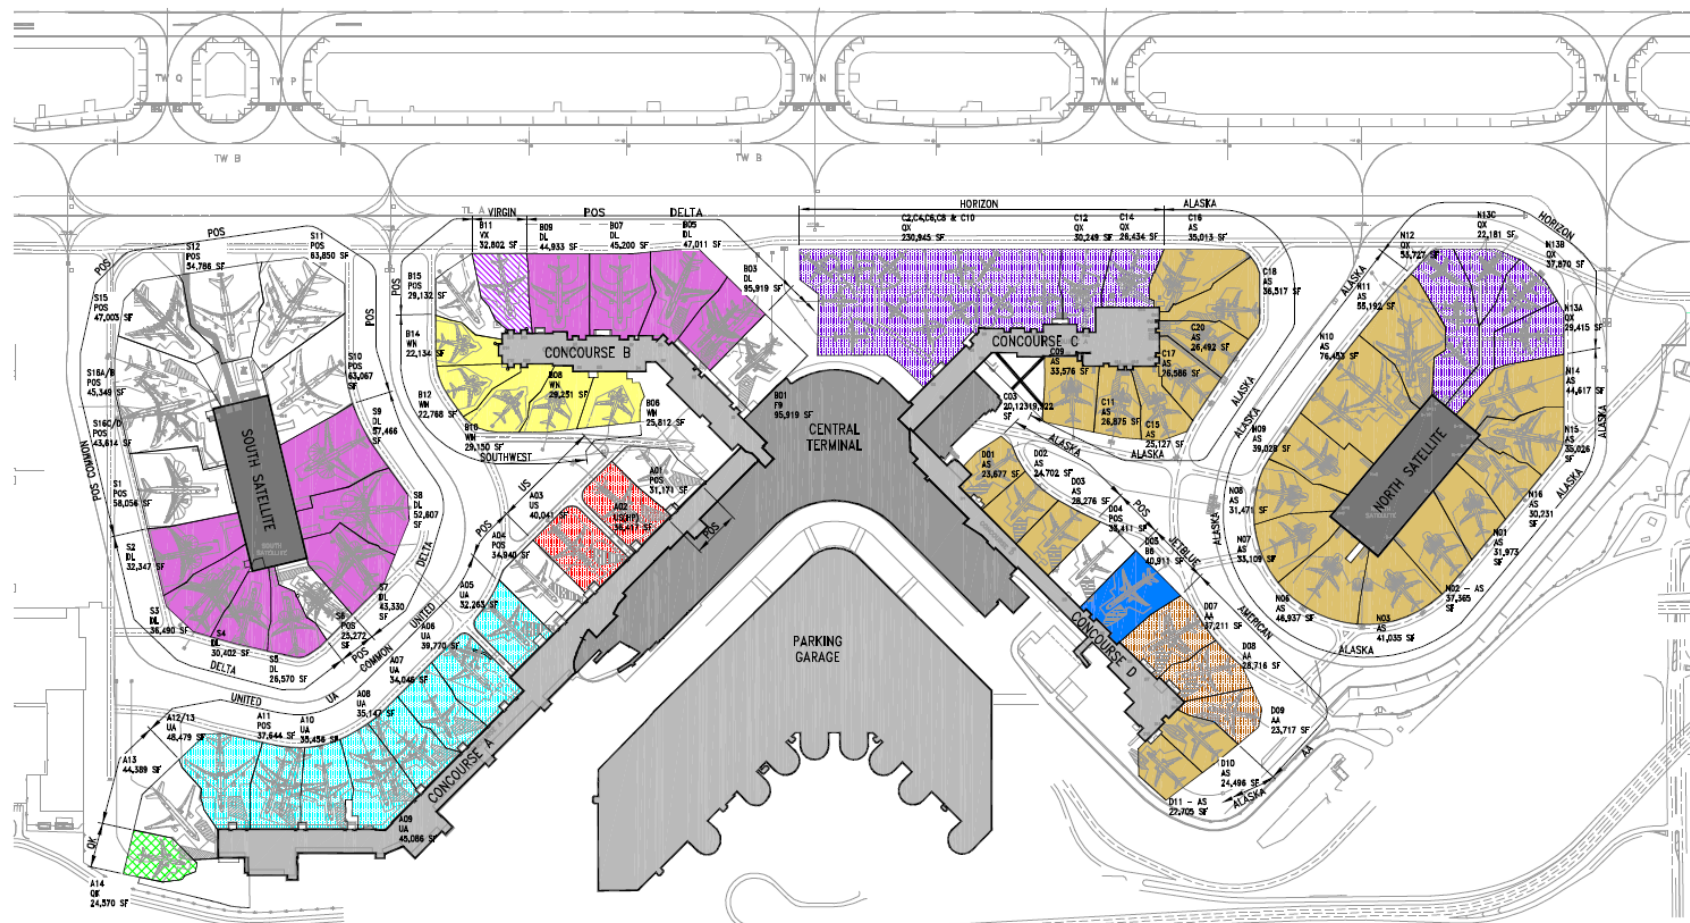 TW Q
TW P
TW N
TW M
TW L
TW B
TW B
TL A
VIRGIN
POS
DELTA
HORIZON
ALASKA
B11
VX
32,802 SF
B09
DL
44,933 SF
B07
DL
45,200 SF
B05
DL
47,011 SF
B03
DL
95,919 SF
C2,C4,C6,C8 & C10
QX
230,945 SF
C12
QX
30,249 SF
C14
QX
26,434 SF
C16
AS
35,013 SF
C18
AS
36,317 SF
C20
AS
26,492 SF
C17
AS
26,586 SF
C09
AS
33,576 SF
C11
AS
26,875 SF
C15
AS
25,127 SF
C03
SF
CONCOURSE C
ALASKA
ALASKA
ALASKA
ALASKA
POS
S12
POS
54,786 SF
S11
POS
63,850 SF
POS
POS
S15
POS
47,003 SF
S16A/B
POS
45,349 SF
S16C/D
POS
43,614 SF
S1
POS
58,056 SF
POS COMMON
S10
POS
63,067
SF
S9
DL
57,466
SF
S8
DL
52,607
SF
S7
DL
43,330
SF
S6
POS
25,272
SF
S5
DL
26,570 SF
S4
DL
30,402 SF
S3
DL
36,490 SF
S2
DL
32,347 SF
SOUTH SATELLITE
SOUTH
SATELLITE
DELTA
DELTA
POS
COMMON
UNITED
UNITED
UA
POS
B15
POS
29,132 SF
B14
WN
22,134 SF
B12
WN
22,768 SF
B10
WN
29,150 SF
B08
WN
29,251 SF
B06
WN
25,812 SF
SOUTHWEST
CONCOURSE B
B01
F9
95,919 SF
CENTRAL
TERMINAL
PARKING
GARAGE
US
POS
POS
A01
POS
31,171 SF
A02
US(HP)
A03
US
40,041 SF
A04
POS
34,940 SF
A05
UA
32,263 SF
A06
UA
39,770 SF
A07
UA
34,046 SF
A08
UA
35,147 SF
A09
UA
45,086 SF
A10
UA
35,456 SF
A11
POS
37,644 SF
A12/13
UA
48,479 SF
A13
44,389 SF
A14
QK
24,570 SF
QK
CONCOURSE A
D01
AS
23,677 SF
D02
AS
24,702 SF
D03
AS
28,276 SF
D04
POS
35,411 SF
D05
B6
40,911 SF
D07
AA
37,211 SF
D08
AA
28,716 SF
D09
AA
23,717 SF
D10
AS
24,496 SF
D11 - AS
22,705 SF
POS
JETBLUE
AMERICAN
AA
ALASKA
CONCOURSE D
N13C
QX
22,181 SF
N13B
QX
37,870 SF
N13A
QX
29,415 SF
N12
QX
53,727 SF
N11
AS
55,192 SF
N10
AS
76,453 SF
N09
AS
39,028 SF
N08
AS
31,471 SF
N07
AS
33,109 SF
N06
AS
46,937 SF
N03
AS
41,035 SF
N02 - AS
37,365
SF
N01
AS
31,973
SF
N16
AS
30,231
SF
N15
AS
35,026
SF
N14
AS
44,617 SF
NORTH SATELLITE
HORIZON
ALASKA
ALASKA
ALASKA
ALASKA
ALASKA